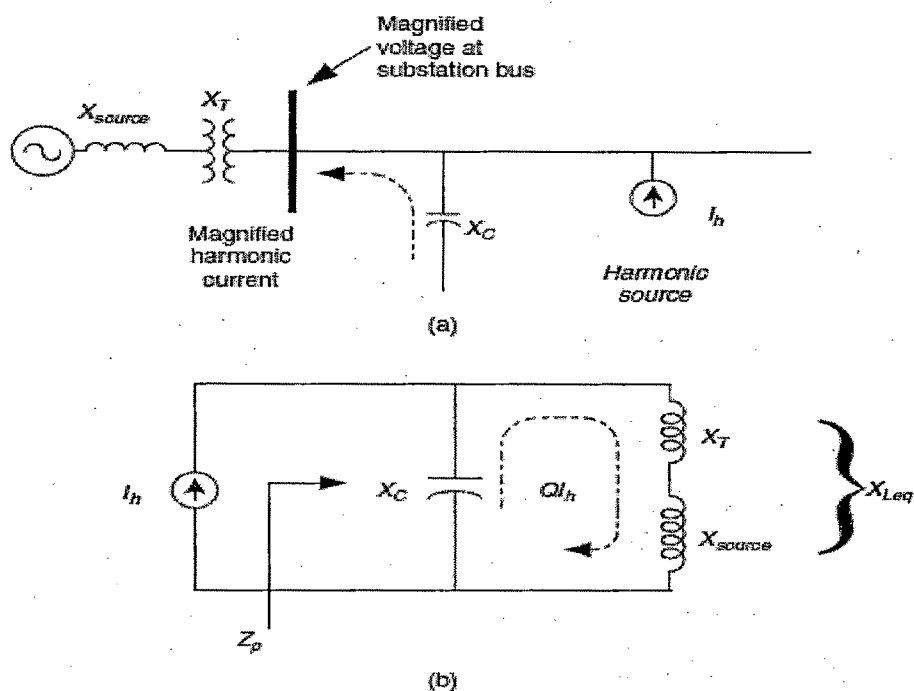 Magnified
voltage at
substation bus
X_T
X_source
Magnified
harmonic
current
X_C
I_h
Harmonic
source
(a)
X_T
I_h
X_C
QI_h
X_Leq
X_source
Z_p
(b)